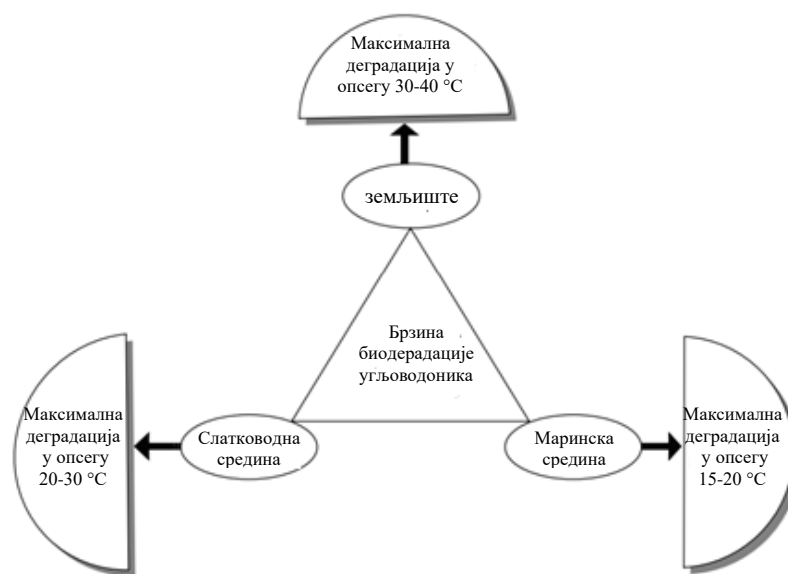 Максимална
деградација у
опсегу 30-40 °C
земљиште
Брзина
биодерадације
угљоводоника
Максимална
деградација
у опсегу
20-30 °C
Слатководна
средина
Маринска
средина
Максимална
деградација
у опсегу
15-20 °C